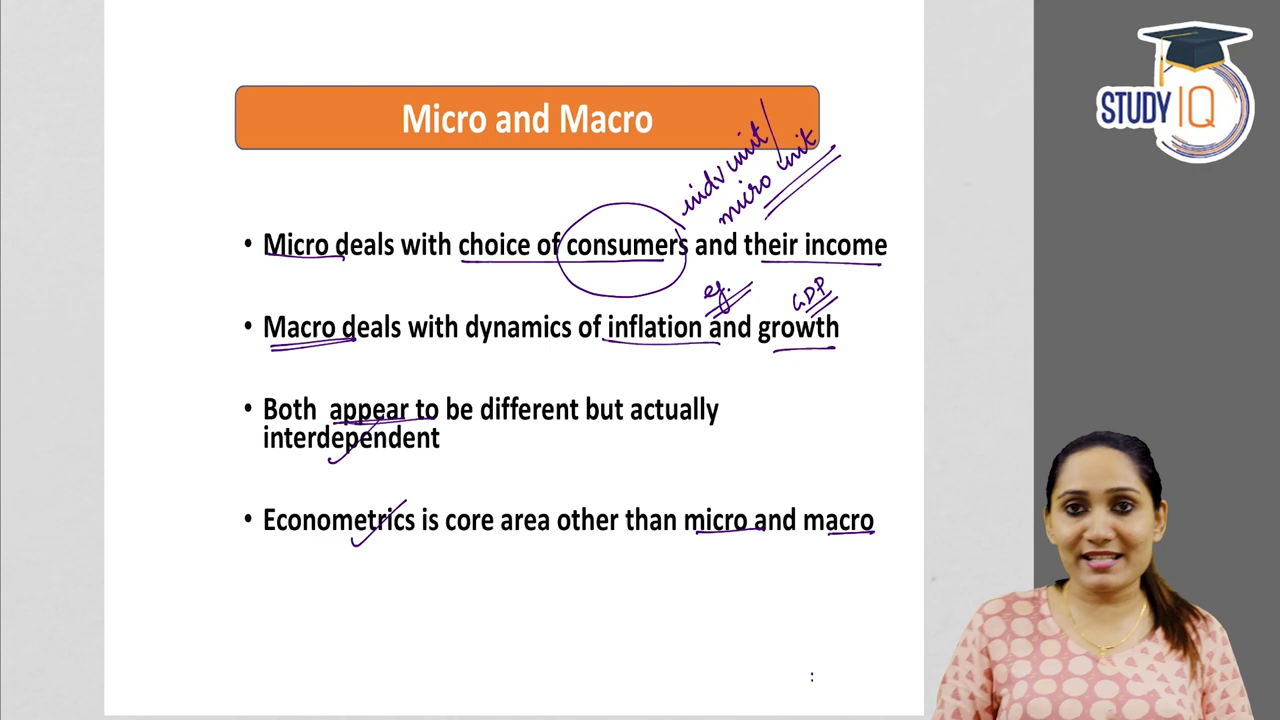 STUDY IQ
Micro and Macro
indv unit/
micro unit
• Micro deals with choice of consumers and their income
eg. GDP
• Macro deals with dynamics of inflation and growth
• Both appear to be different but actually
interdependent
• Econometrics is core area other than micro and macro
: